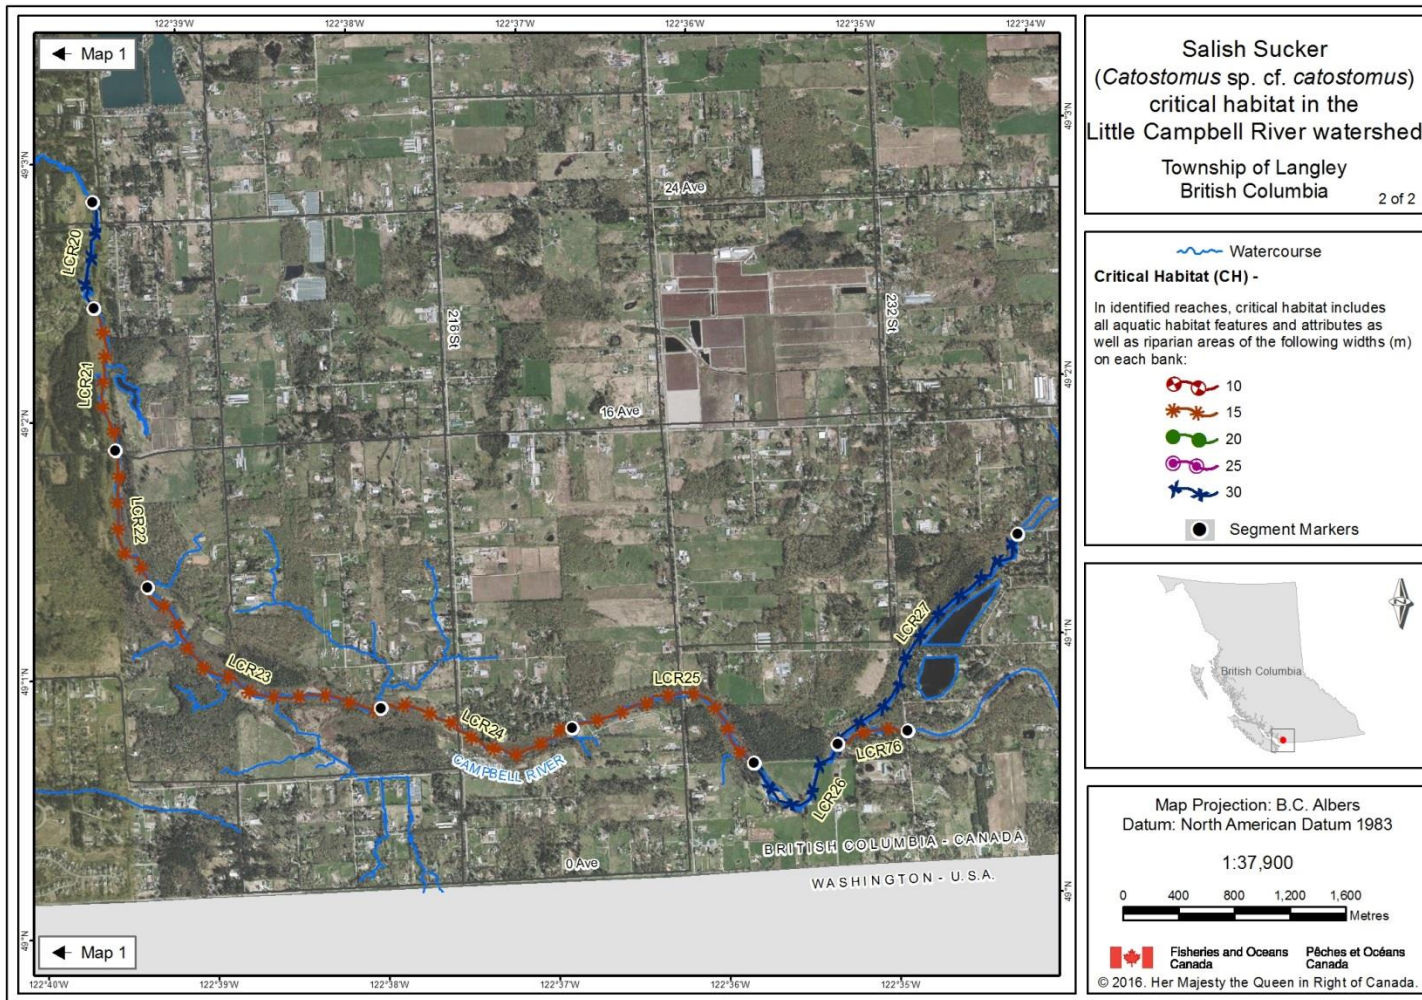 122°39'W
122°38'W
122°37'W
122°36'W
122°35'W
122°34'W
Map 1
49°3'N
49°3'N
24 Ave
LCR20
216 St
232 St
49°2'N
LCR21
16 Ave
49°2'N
LCR22
LCR27
49°1'N
LCR23
LCR25
49°1'N
LCR24
LCR76
CAMPBELL RIVER
LCR26
BRITISH COLUMBIA - CANADA
0 Ave
WASHINGTON - U.S.A.
49°N
49°N
Map 1
122°40'W
122°39'W
122°38'W
122°37'W
122°36'W
122°35'W
Salish Sucker
(Catostomus sp. cf. catostomus)
critical habitat in the
Little Campbell River watershed
Township of Langley
British Columbia
2 of 2
Watercourse
Critical Habitat (CH) -
In identified reaches, critical habitat includes
all aquatic habitat features and attributes as
well as riparian areas of the following widths (m)
on each bank:
10
15
20
25
30
Segment Markers
British Columbia
Map Projection: B.C. Albers
Datum: North American Datum 1983
1:37,900
0 400 800 1,200 1,600
Metres
Fisheries and Oceans Pêches et Océans
Canada Canada
© 2016. Her Majesty the Queen in Right of Canada.